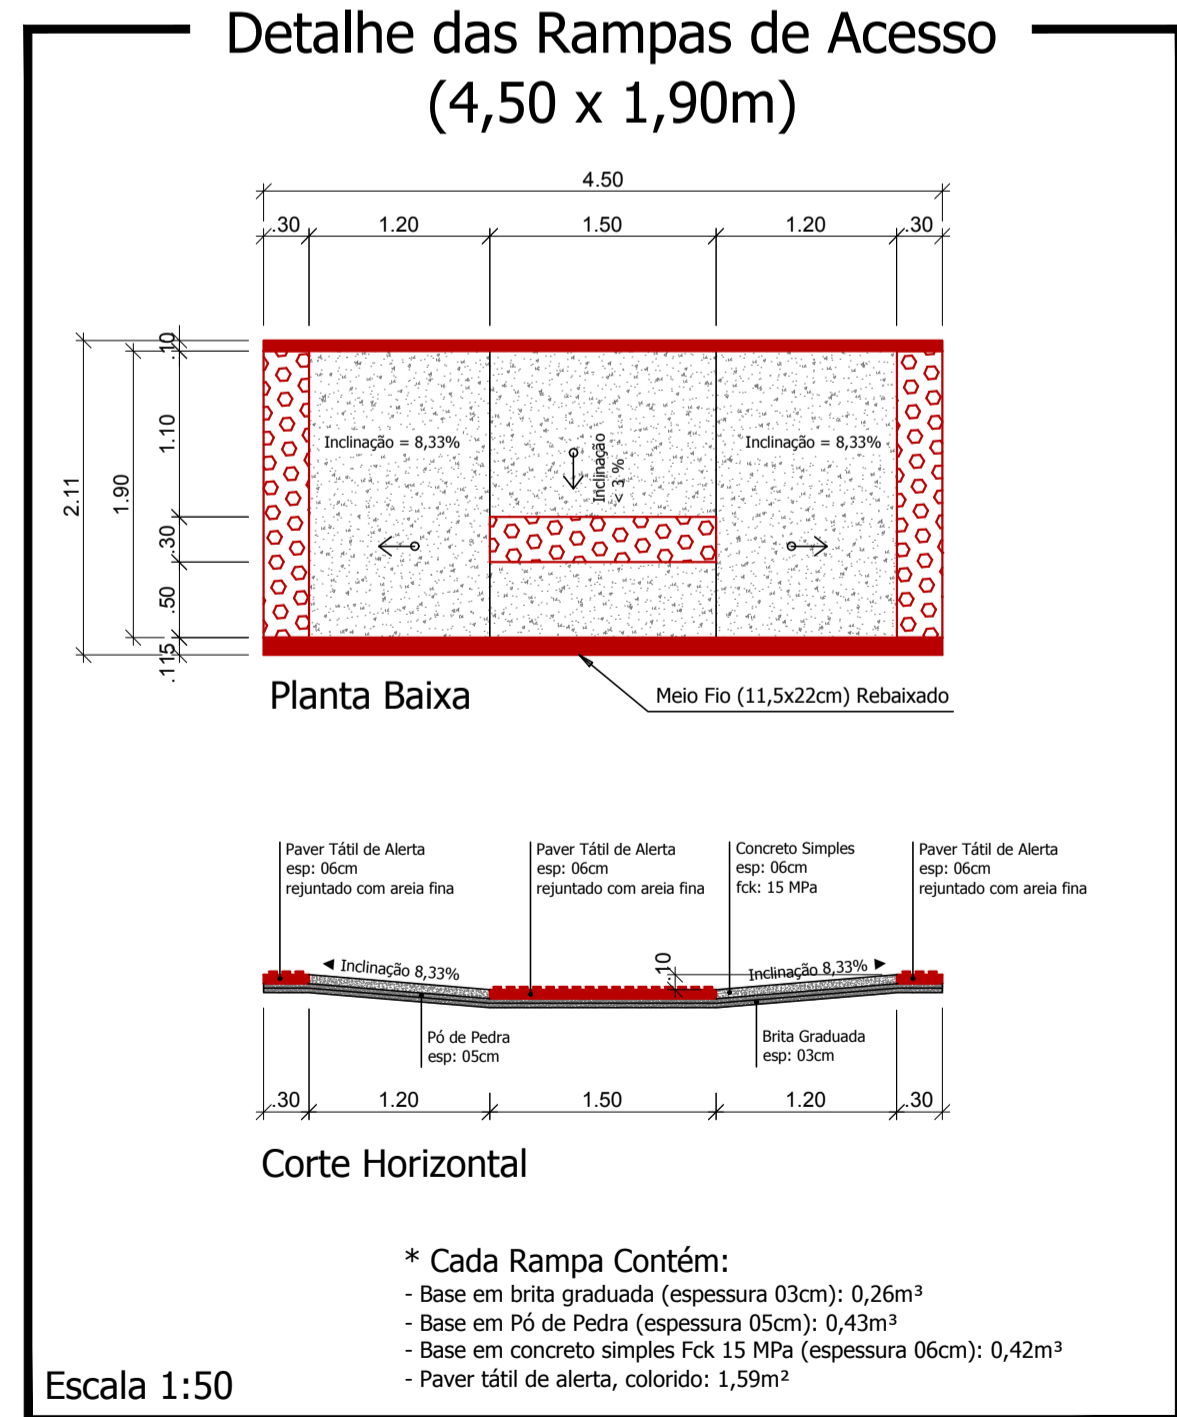 Detalhe das Rampas de Acesso
(4,50 x 1,90m)
4.50
.30
1.20
1.50
1.20
.30
2.11
1.90
.10
1.10
.30
.50
.115
Inclinação = 8,33%
Inclinação
< 3 %
Inclinação = 8,33%
Planta Baixa
Meio Fio (11,5x22cm) Rebaixado
Paver Tátil de Alerta
esp: 06cm
rejuntado com areia fina
Paver Tátil de Alerta
esp: 06cm
rejuntado com areia fina
Concreto Simples
esp: 06cm
fck: 15 MPa
Paver Tátil de Alerta
esp: 06cm
rejuntado com areia fina
Inclinação 8,33%
.10
Inclinação 8,33%
Pó de Pedra
esp: 05cm
Brita Graduada
esp: 03cm
.30
1.20
1.50
1.20
.30
Corte Horizontal
* Cada Rampa Contém:
- Base em brita graduada (espessura 03cm): 0,26m³
- Base em Pó de Pedra (espessura 05cm): 0,43m³
- Base em concreto simples Fck 15 MPa (espessura 06cm): 0,42m³
- Paver tátil de alerta, colorido: 1,59m²
Escala 1:50